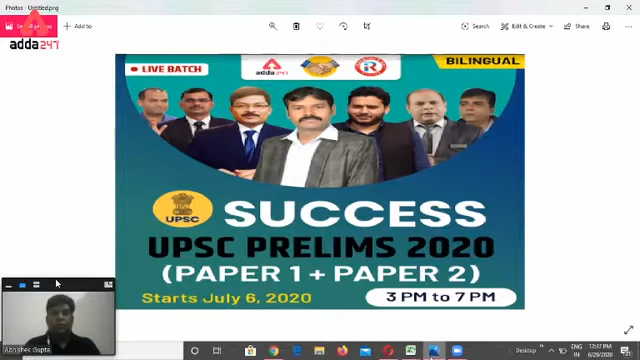 Photos - Untitled.png
Add to
Search
Edit & Create
Share
adda247
LIVE BATCH
adda247
BILINGUAL
UPSC
SUCCESS
UPSC PRELIMS 2020
(PAPER 1 + PAPER 2)
Starts July 6, 2020
3 PM to 7 PM
Abhishek Gupta
Desktop
ENG
IN
12:37 PM
6/29/2020